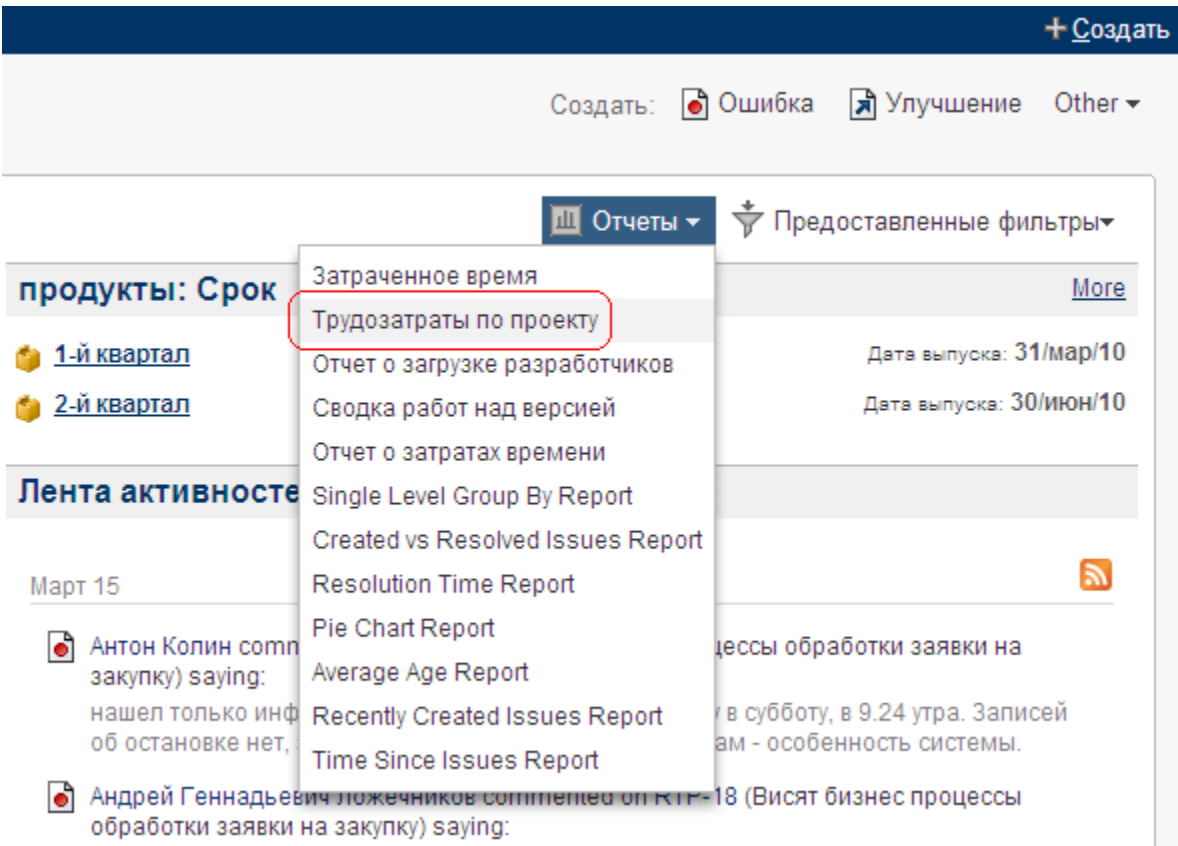 Создать
Создать: Ошибка Улучшение Other
Отчеты Предоставленные фильтры
продукты: Срок More
1-й квартал Дата выпуска: 31/мар/10
2-й квартал Дата выпуска: 30/июн/10
Затраченное время
Трудозатраты по проекту
Отчет о загрузке разработчиков
Сводка работ над версией
Отчет о затратах времени
Single Level Group By Report
Created vs Resolved Issues Report
Resolution Time Report
Pie Chart Report
Average Age Report
Recently Created Issues Report
Time Since Issues Report
Лента активносте
Март 15
Антон Колин comm цессы обработки заявки на
закупку) saying:
нашел только инф у в субботу, в 9.24 утра. Записей
об остановке нет, ам - особенность системы.
Андрей Геннадьевич Ложечников commented on RTP-18 (Висят бизнес процессы
обработки заявки на закупку) saying: